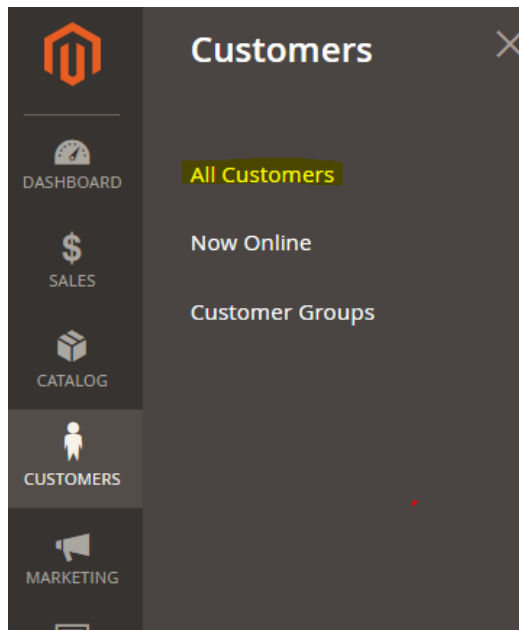 Customers
All Customers
Now Online
Customer Groups
DASHBOARD
$
SALES
CATALOG
CUSTOMERS
MARKETING